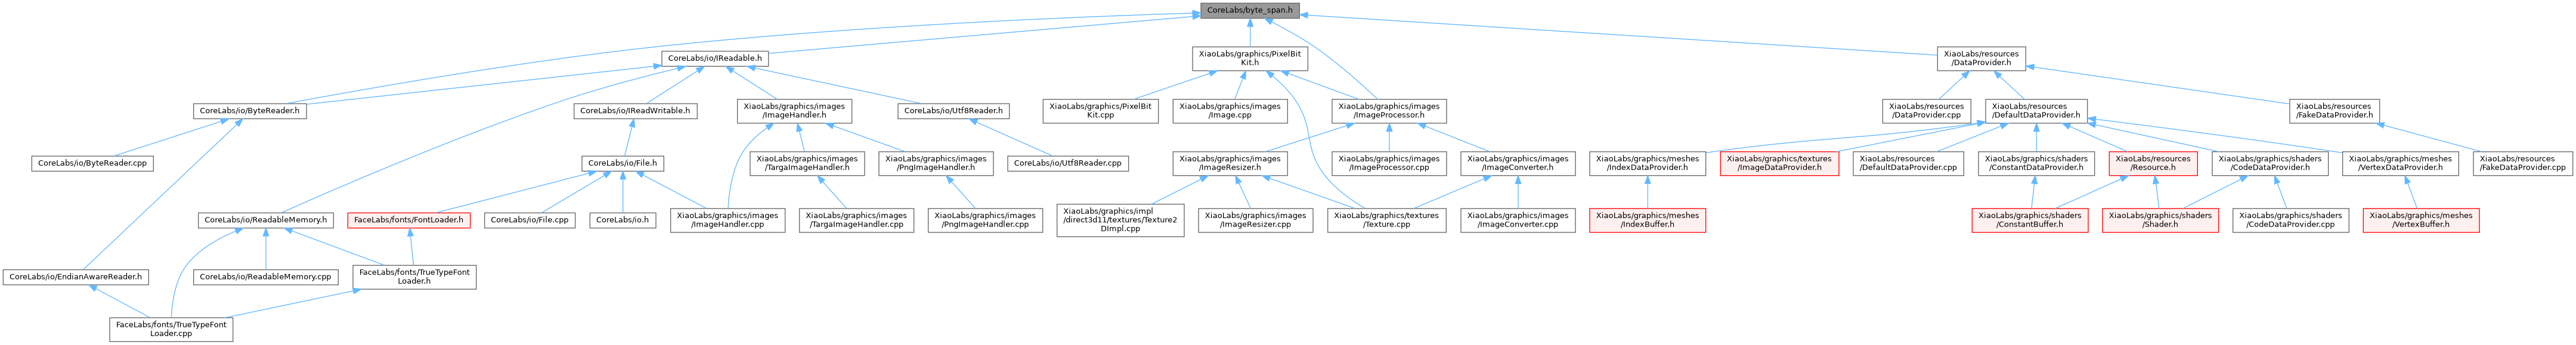 CoreLabs/byte_span.h
CoreLabs/io/IReadable.h
XiaoLabs/graphics/PixelBit
Kit.h
XiaoLabs/resources
/DataProvider.h
CoreLabs/io/ByteReader.h
CoreLabs/io/IReadWritable.h
XiaoLabs/graphics/images
/ImageHandler.h
CoreLabs/io/Utf8Reader.h
XiaoLabs/graphics/PixelBit
Kit.cpp
XiaoLabs/graphics/images
/Image.cpp
XiaoLabs/graphics/images
/ImageProcessor.h
XiaoLabs/resources
/DataProvider.cpp
XiaoLabs/resources
/DefaultDataProvider.h
XiaoLabs/resources
/FakeDataProvider.h
CoreLabs/io/ByteReader.cpp
CoreLabs/io/File.h
XiaoLabs/graphics/images
/TargaImageHandler.h
XiaoLabs/graphics/images
/PngImageHandler.h
CoreLabs/io/Utf8Reader.cpp
XiaoLabs/graphics/images
/ImageResizer.h
XiaoLabs/graphics/images
/ImageProcessor.cpp
XiaoLabs/graphics/images
/ImageConverter.h
XiaoLabs/graphics/meshes
/IndexDataProvider.h
XiaoLabs/graphics/textures
/ImageDataProvider.h
XiaoLabs/resources
/DefaultDataProvider.cpp
XiaoLabs/graphics/shaders
/ConstantDataProvider.h
XiaoLabs/resources
/Resource.h
XiaoLabs/graphics/shaders
/CodeDataProvider.h
XiaoLabs/graphics/meshes
/VertexDataProvider.h
XiaoLabs/resources
/FakeDataProvider.cpp
CoreLabs/io/ReadableMemory.h
FaceLabs/fonts/FontLoader.h
CoreLabs/io/File.cpp
CoreLabs/io.h
XiaoLabs/graphics/images
/ImageHandler.cpp
XiaoLabs/graphics/images
/TargaImageHandler.cpp
XiaoLabs/graphics/images
/PngImageHandler.cpp
XiaoLabs/graphics/impl
/direct3d11/textures/Texture2
DImpl.cpp
XiaoLabs/graphics/images
/ImageResizer.cpp
XiaoLabs/graphics/textures
/Texture.cpp
XiaoLabs/graphics/images
/ImageConverter.cpp
XiaoLabs/graphics/meshes
/IndexBuffer.h
XiaoLabs/graphics/shaders
/ConstantBuffer.h
XiaoLabs/graphics/shaders
/Shader.h
XiaoLabs/graphics/shaders
/CodeDataProvider.cpp
XiaoLabs/graphics/meshes
/VertexBuffer.h
CoreLabs/io/EndianAwareReader.h
CoreLabs/io/ReadableMemory.cpp
FaceLabs/fonts/TrueTypeFont
Loader.h
FaceLabs/fonts/TrueTypeFont
Loader.cpp